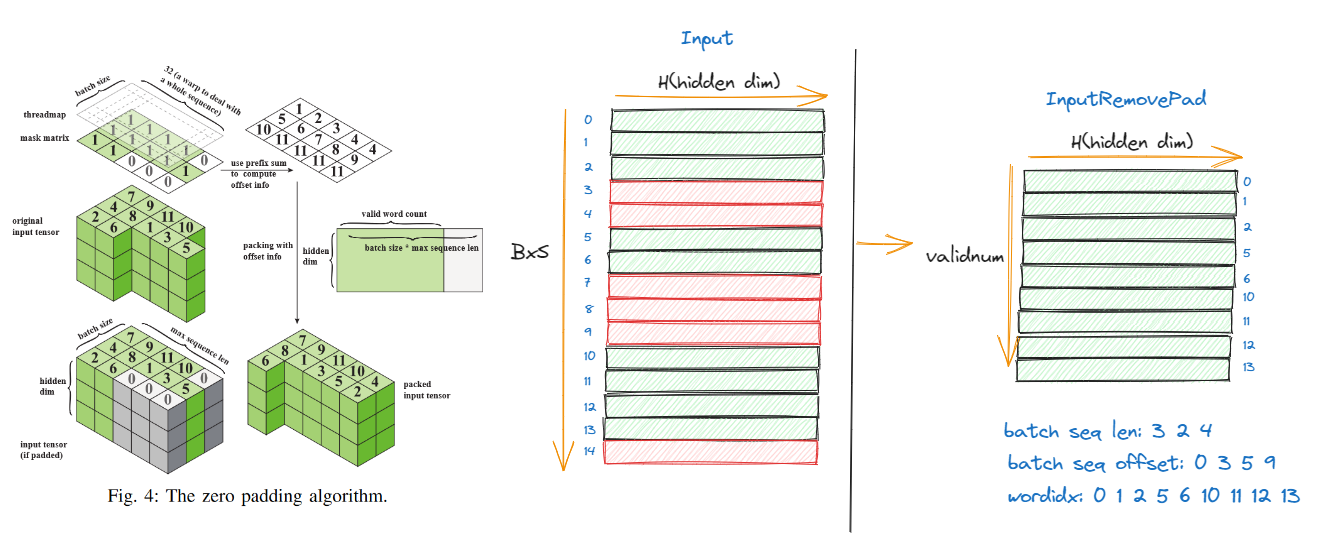 batch size
32 (a warp to deal with
a whole sequence)
threadmap
mask matrix
1
1 1
1 1 1
1 1 1
0 1 1 0
0 0 1
0
1
5 2
10 6 3
11 7 4
11 8 4
11 9
11
use prefix sum
to compute
offset info
original
input tensor
7
4 9
2 8 11
6 1 10
3
5
packing with
offset info
valid word count
hidden
dim
batch size * max sequence len
batch size
max sequence len
hidden
dim
7
4 9
2 8 11
6 1 10
0 3 0
0 5
0
input tensor
(if padded)
7
8 9
6 1 11
3 10
5 4
2
packed
input tensor
Fig. 4: The zero padding algorithm.
Input
H(hidden dim)
BxS
0
1
2
3
4
5
6
7
8
9
10
11
12
13
14
InputRemovePad
H(hidden dim)
validnum
0
1
2
5
6
10
11
12
13
batch seq len: 3 2 4
batch seq offset: 0 3 5 9
wordidx: 0 1 2 5 6 10 11 12 13